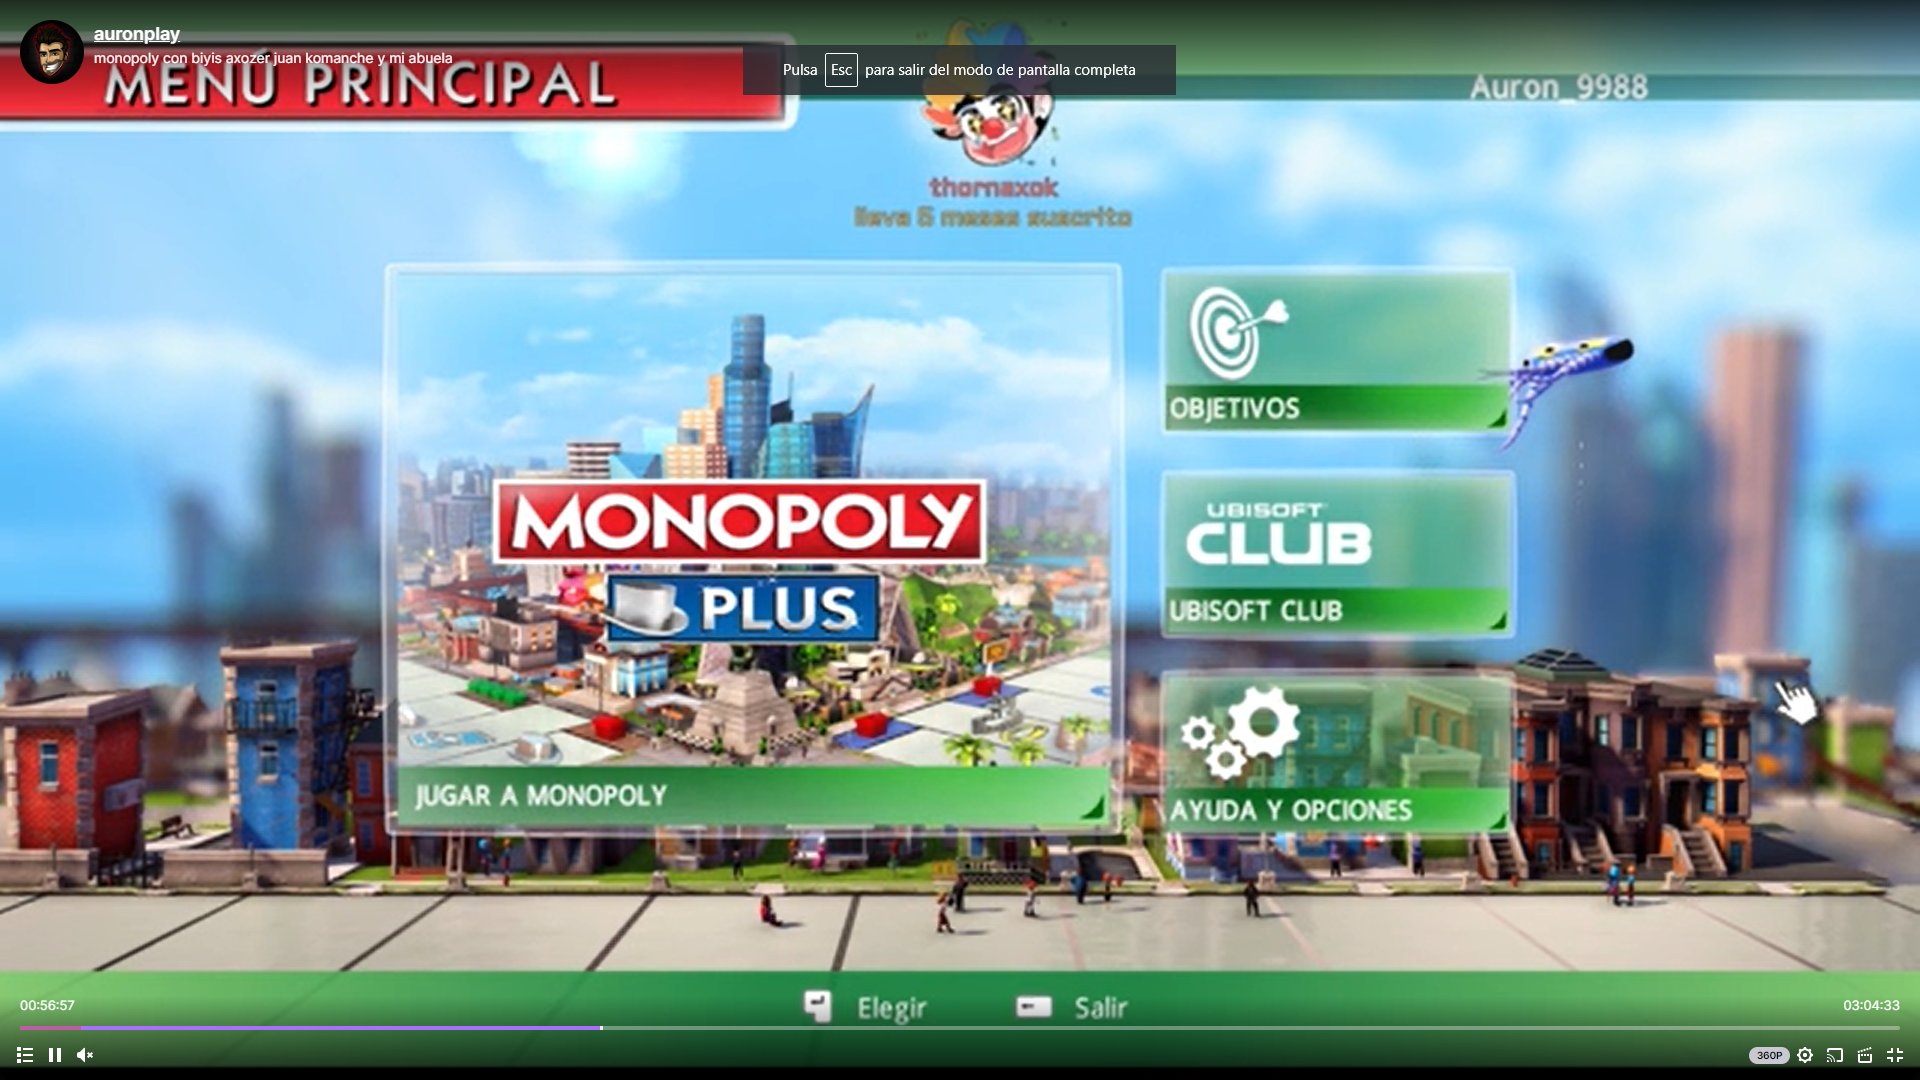 auronplay
monopoly con biyis axozer juan komanche y mi abuela
MENÚ PRINCIPAL
Pulsa Esc para salir del modo de pantalla completa
Auron_9988
thornaxok
lleva 5 meses suscrito
OBJETIVOS
MONOPOLY
PLUS
UBISOFT
CLUB
UBISOFT CLUB
JUGAR A MONOPOLY
AYUDA Y OPCIONES
Elegir
Salir
00:56:57
03:04:33
360P